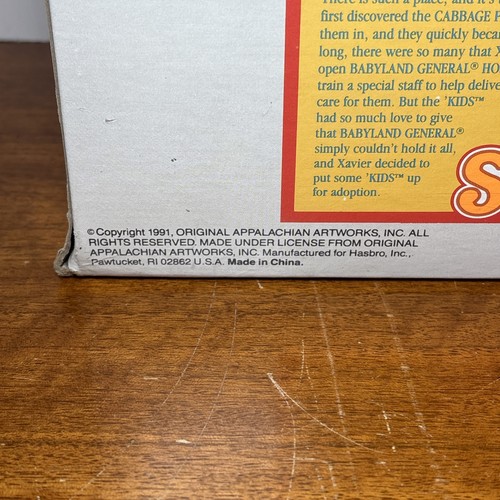 There is such a place, and it's
first discovered the CABBAGE P
them in, and they quickly beca
long, there were so many that X
open BABYLAND GENERAL® HO
train a special staff to help delive
care for them. But the 'KIDS™
had so much love to give
that BABYLAND GENERAL®
simply couldn't hold it all,
and Xavier decided to
put some 'KIDS™ up
for adoption.
S
©Copyright 1991, ORIGINAL APPALACHIAN ARTWORKS, INC. ALL
RIGHTS RESERVED. MADE UNDER LICENSE FROM ORIGINAL
APPALACHIAN ARTWORKS, INC. Manufactured for Hasbro, Inc.,
Pawtucket, RI 02862 U.S.A. Made in China.